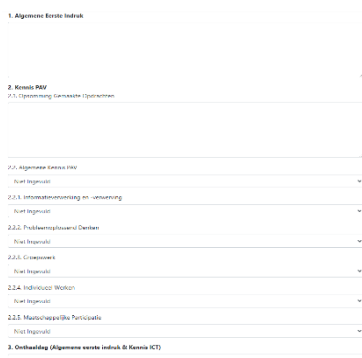 1. Algemene Eerste Indruk
2. Kennis PAV
2.1. Opsomming Gemaakte Opdrachten
2.2. Algemene Kennis PAV
Niet Ingevuld
2.2.1. Informatieverwerking en -verwerving
Niet Ingevuld
2.2.2. Probleemoplossend Denken
Niet Ingevuld
2.2.3. Groepswerk
Niet Ingevuld
2.2.4. Individueel Werken
Niet Ingevuld
2.2.5. Maatschappelijke Participatie
Niet Ingevuld
3. Onthaaldag (Algemene eerste indruk & Kennis ICT)